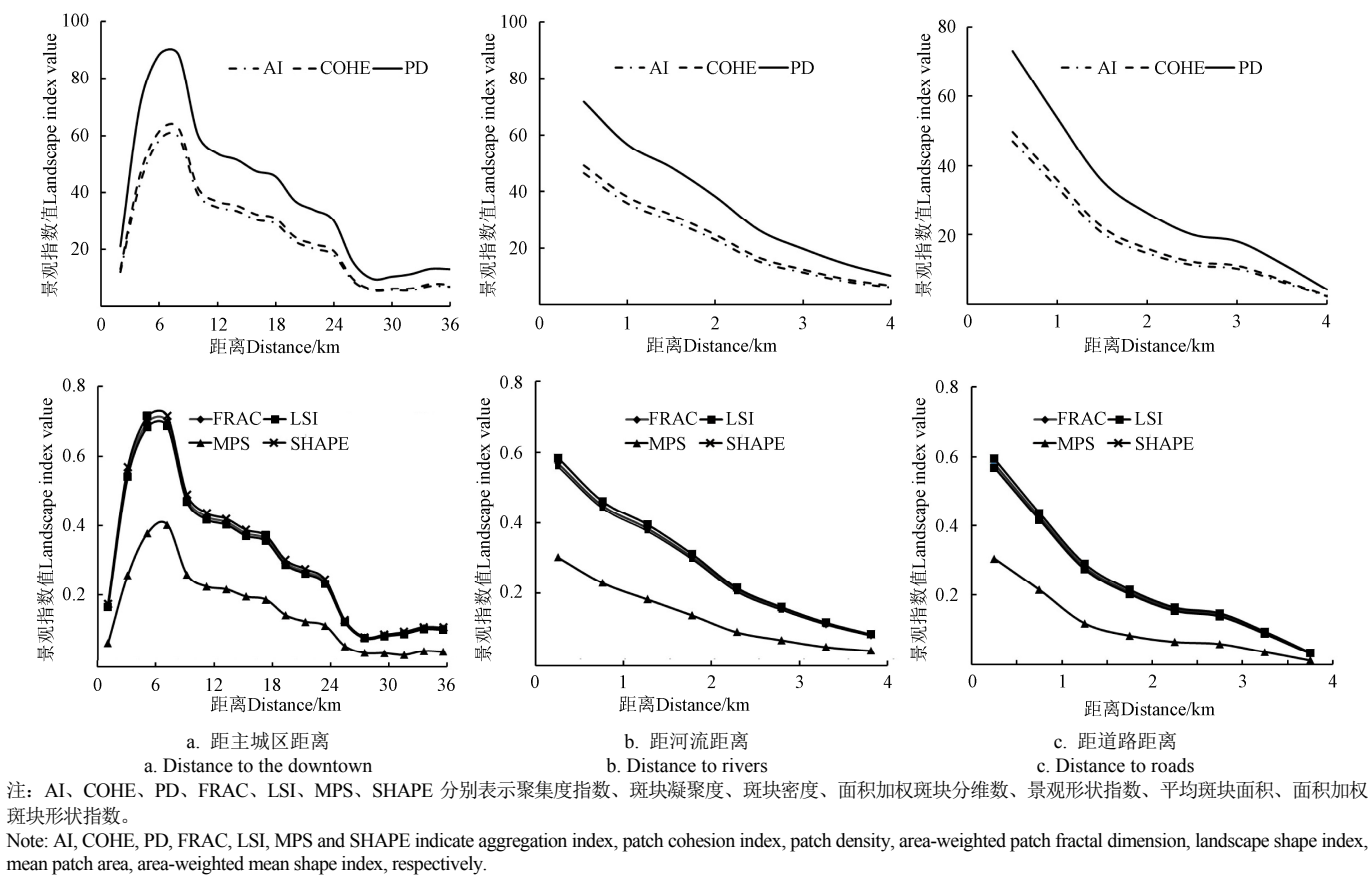 景观指数值Landscape index value
100
80
60
40
20
AI COHE PD
0 6 12 18 24 30 36
距离Distance/km
景观指数值Landscape index value
100
80
60
40
20
AI COHE PD
0 1 2 3 4
距离Distance/km
景观指数值Landscape index value
80
60
40
20
AI COHE PD
0 1 2 3 4
距离Distance/km
景观指数值Landscape index value
0.8
0.6
0.4
0.2
FRAC LSI
MPS SHAPE
0 6 12 18 24 30 36
距离Distance/km
景观指数值Landscape index value
0.8
0.6
0.4
0.2
FRAC LSI
MPS SHAPE
0 1 2 3 4
距离Distance/km
景观指数值Landscape index value
0.8
0.6
0.4
0.2
FRAC LSI
MPS SHAPE
0 1 2 3 4
距离Distance/km
a. 距主城区距离
a. Distance to the downtown
b. 距河流距离
b. Distance to rivers
c. 距道路距离
c. Distance to roads
注：AI、COHE、PD、FRAC、LSI、MPS、SHAPE 分别表示聚集度指数、斑块凝聚度、斑块密度、面积加权斑块分维数、景观形状指数、平均斑块面积、面积加权
斑块形状指数。
Note: AI, COHE, PD, FRAC, LSI, MPS and SHAPE indicate aggregation index, patch cohesion index, patch density, area-weighted patch fractal dimension, landscape shape index,
mean patch area, area-weighted mean shape index, respectively.